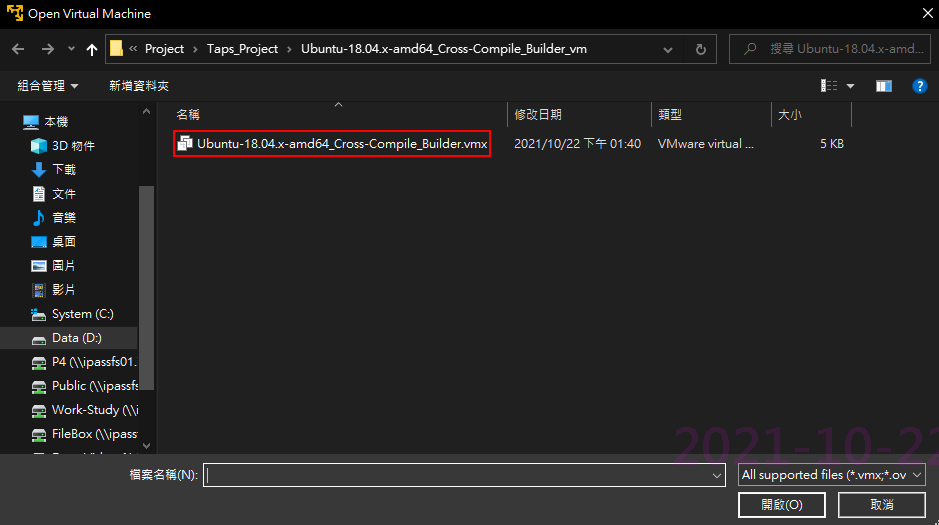 Open Virtual Machine
Project > Taps_Project > Ubuntu-18.04.x-amd64_Cross-Compile_Builder_vm
搜尋 Ubuntu-18.04.x-amd...
組合管理 新增資料夾
名稱 修改日期 類型 大小
Ubuntu-18.04.x-amd64_Cross-Compile_Builder.vmx 2021/10/22 下午 01:40 VMware virtual ... 5 KB
本機
3D 物件
下載
文件
音樂
桌面
圖片
影片
System (C:)
Data (D:)
P4 (\\ipassfs01.
Public (\\ipassfs
Work-Study (\\i
FileBox (\\ipass
2021-10-22
檔案名稱(N):
All supported files (*.vmx;*.ov
開啟(O) 取消